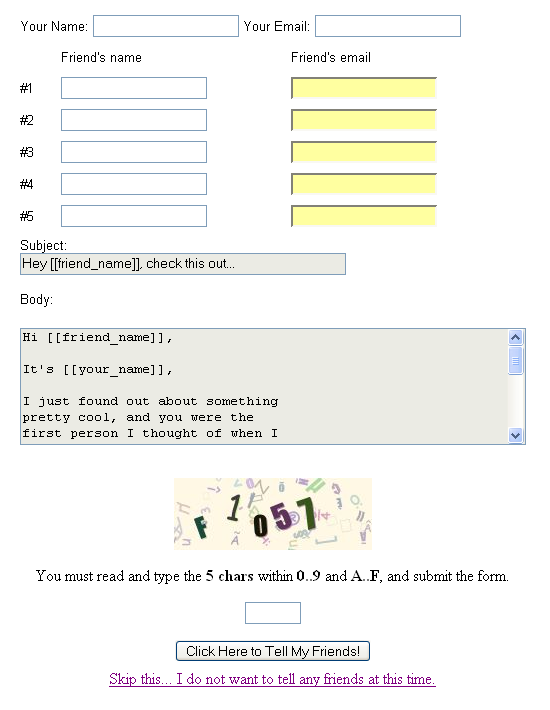 Your Name: Your Email:
Friend's name Friend's email
#1
#2
#3
#4
#5
Subject:
Hey [[friend_name]], check this out...
Body:
Hi [[friend_name]],
It's [[your_name]],
I just found out about something
pretty cool, and you were the
first person I thought of when I
F1057
You must read and type the 5 chars within 0..9 and A..F, and submit the form.
Click Here to Tell My Friends!
Skip this... I do not want to tell any friends at this time.